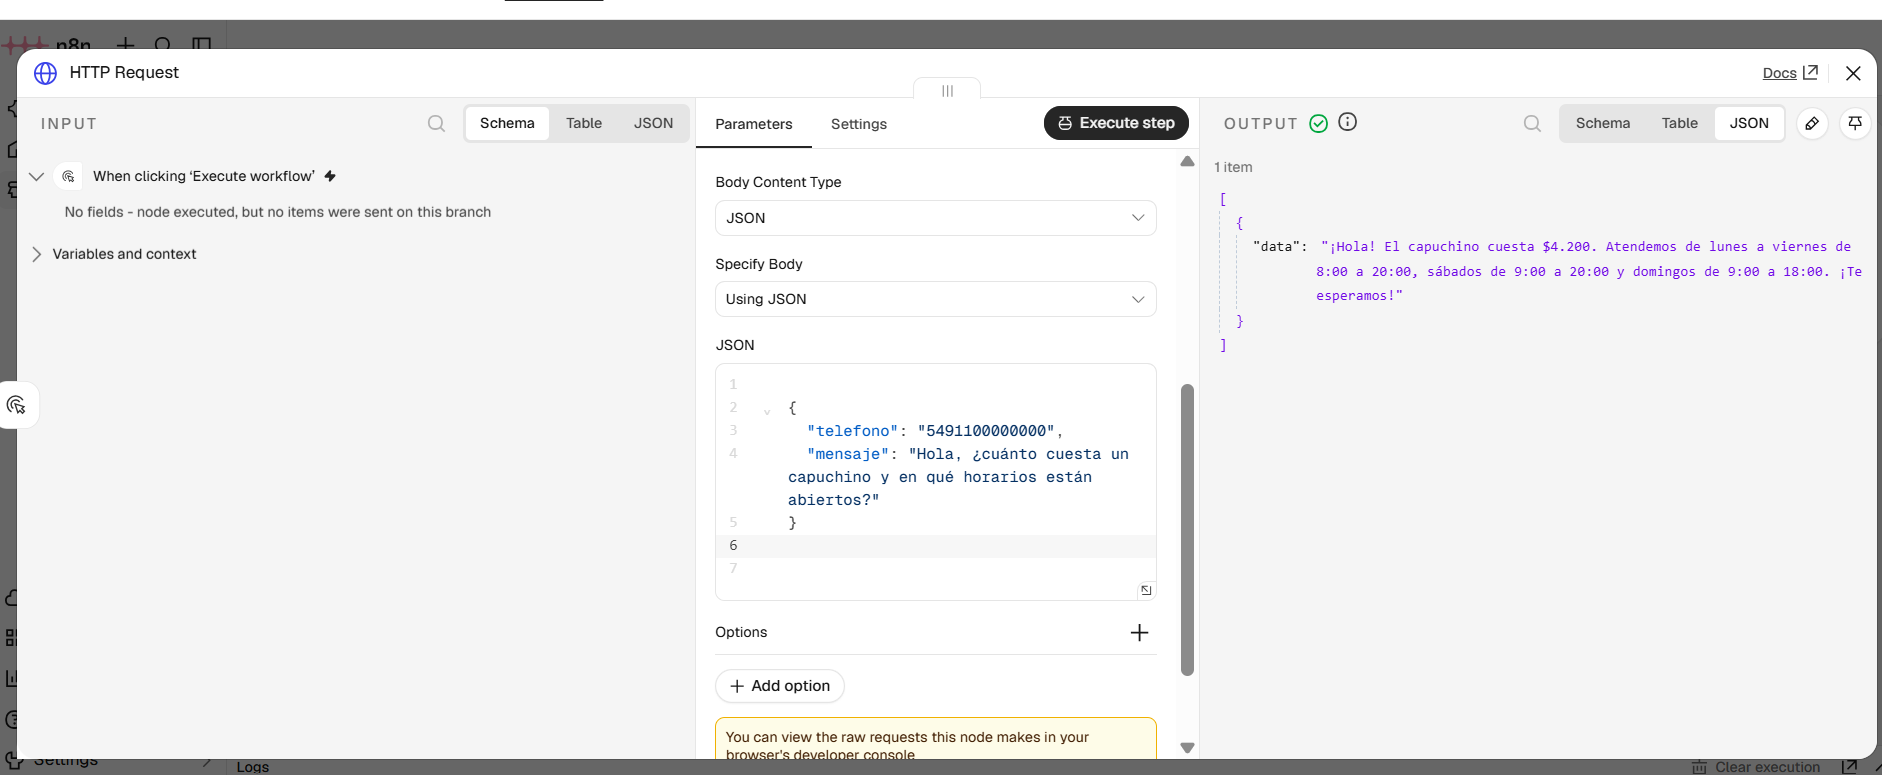 n8n
HTTP Request
Docs
INPUT
Schema
Table
JSON
When clicking ‘Execute workflow’
No fields - node executed, but no items were sent on this branch
Variables and context
Parameters
Settings
Execute step
Body Content Type
JSON
Specify Body
Using JSON
JSON
1
2 {
3 "telefono": "5491100000000",
4 "mensaje": "Hola, ¿cuánto cuesta un
capuchino y en qué horarios están
abiertos?"
5 }
6
7
Options
Add option
You can view the raw requests this node makes in your
browser's developer console
OUTPUT
Schema
Table
JSON
1 item
[
{
"data": "¡Hola! El capuchino cuesta $4.200. Atendemos de lunes a viernes de
8:00 a 20:00, sábados de 9:00 a 20:00 y domingos de 9:00 a 18:00. ¡Te
esperamos!"
}
]
Settings
Logs
Clear execution